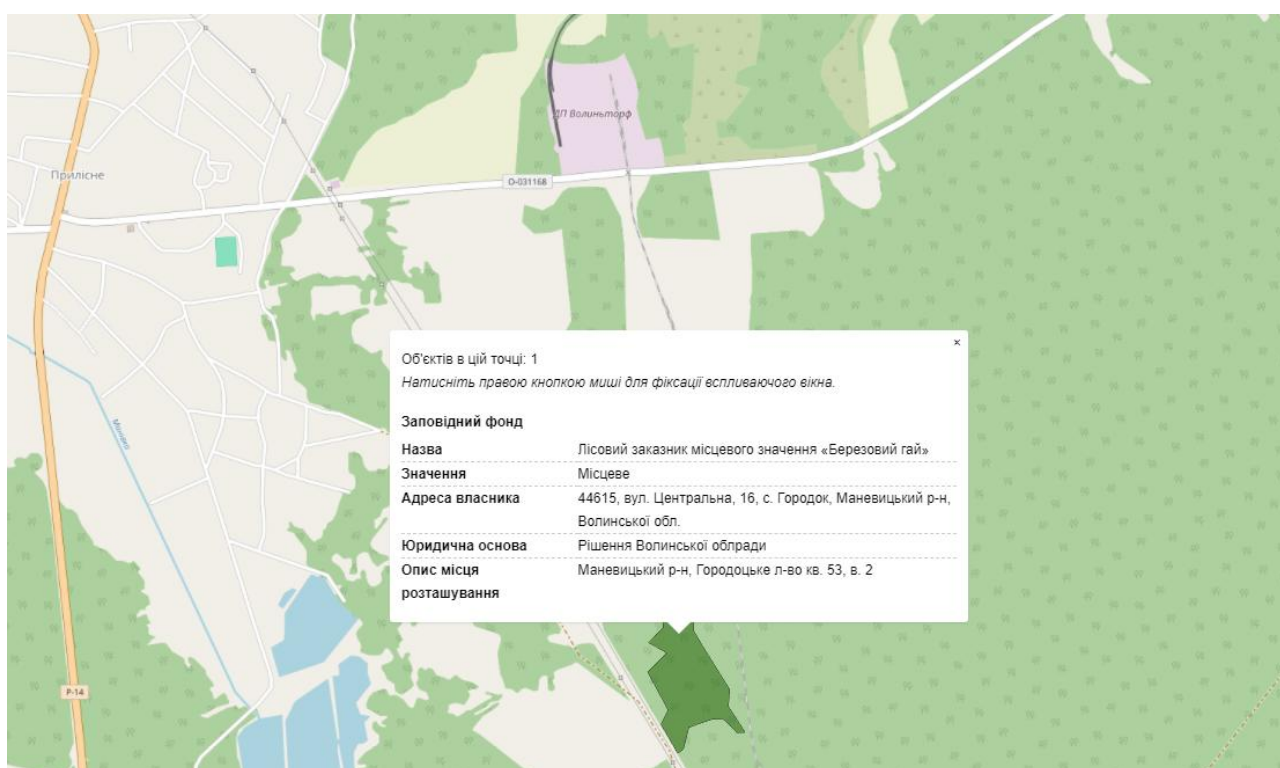 ДП Волиньторф
Прилісне
О-031168
×
Об'єктів в цій точці: 1
Натисніть правою кнопкою миші для фіксації вспливаючого вікна.
Заповідний фонд
Назва Лісовий заказник місцевого значення «Березовий гай»
Значення Місцеве
Адреса власника 44615, вул. Центральна, 16, с. Городок, Маневицький р-н,
Волинської обл.
Юридична основа Рішення Волинської облради
Опис місця Маневицький р-н, Городоцьке л-во кв. 53, в. 2
розташування
Р-14